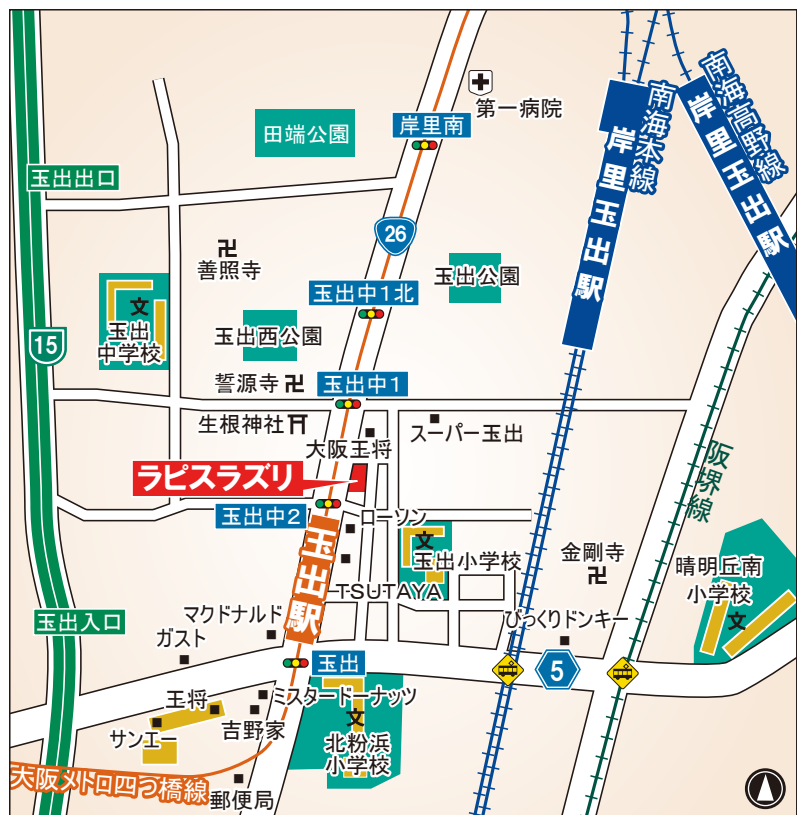 第一病院
田端公園
岸里南
南海本線
岸里玉出駅
南海高野線
岸里玉出駅
玉出出口
26
善照寺
玉出公園
玉出中1北
文
玉出
中学校
15
玉出西公園
誓源寺
玉出中1
生根神社
大阪王将
スーパー玉出
ラピスラズリ
阪堺線
玉出中2
ローソン
玉出駅
文
玉出小学校
金剛寺
晴明丘南
小学校
文
TSUTAYA
マクドナルド
びっくりドンキー
玉出入口
ガスト
玉出
5
王将
ミスタードーナッツ
サンエー
吉野家
文
北粉浜
小学校
大阪メトロ四つ橋線
郵便局